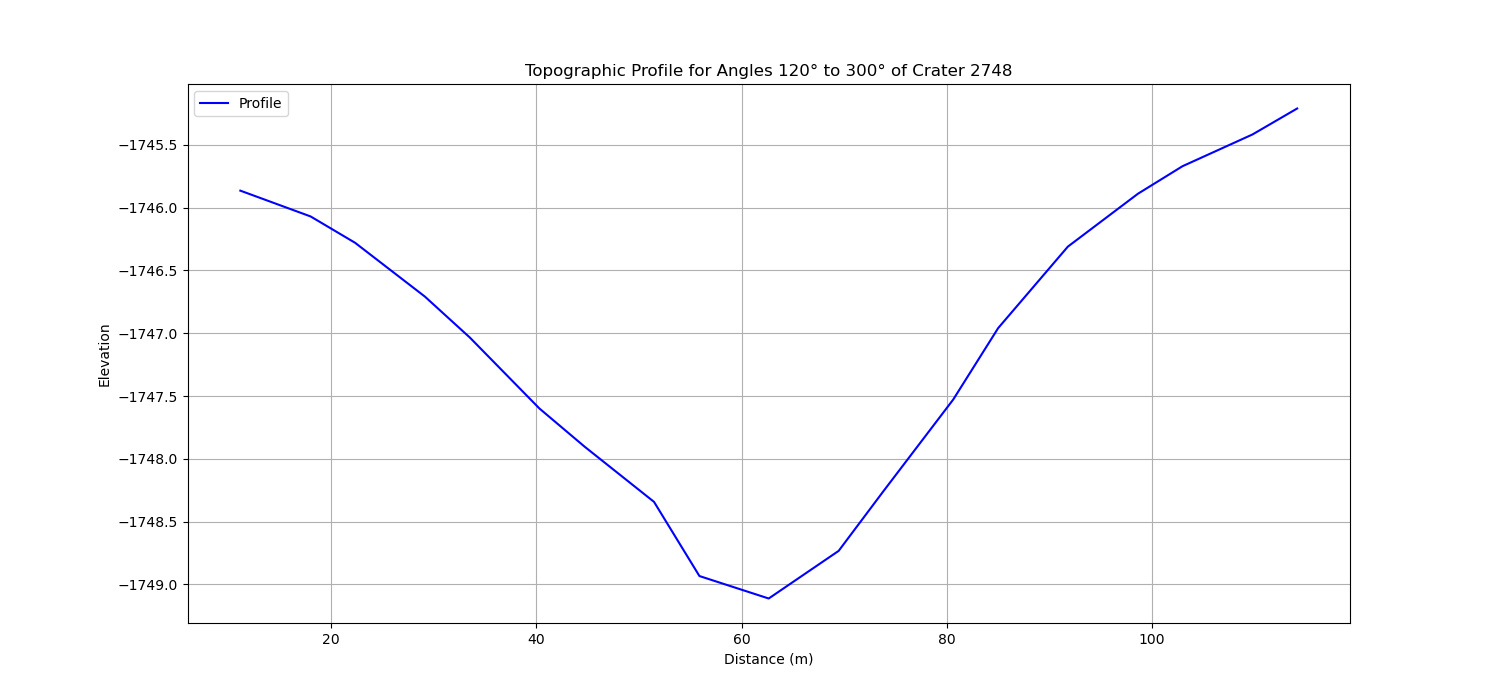 Topographic Profile for Angles 120° to 300° of Crater 2748
Profile
−1745.5
−1746.0
−1746.5
−1747.0
−1747.5
−1748.0
−1748.5
−1749.0
Elevation
20 40 60 80 100
Distance (m)